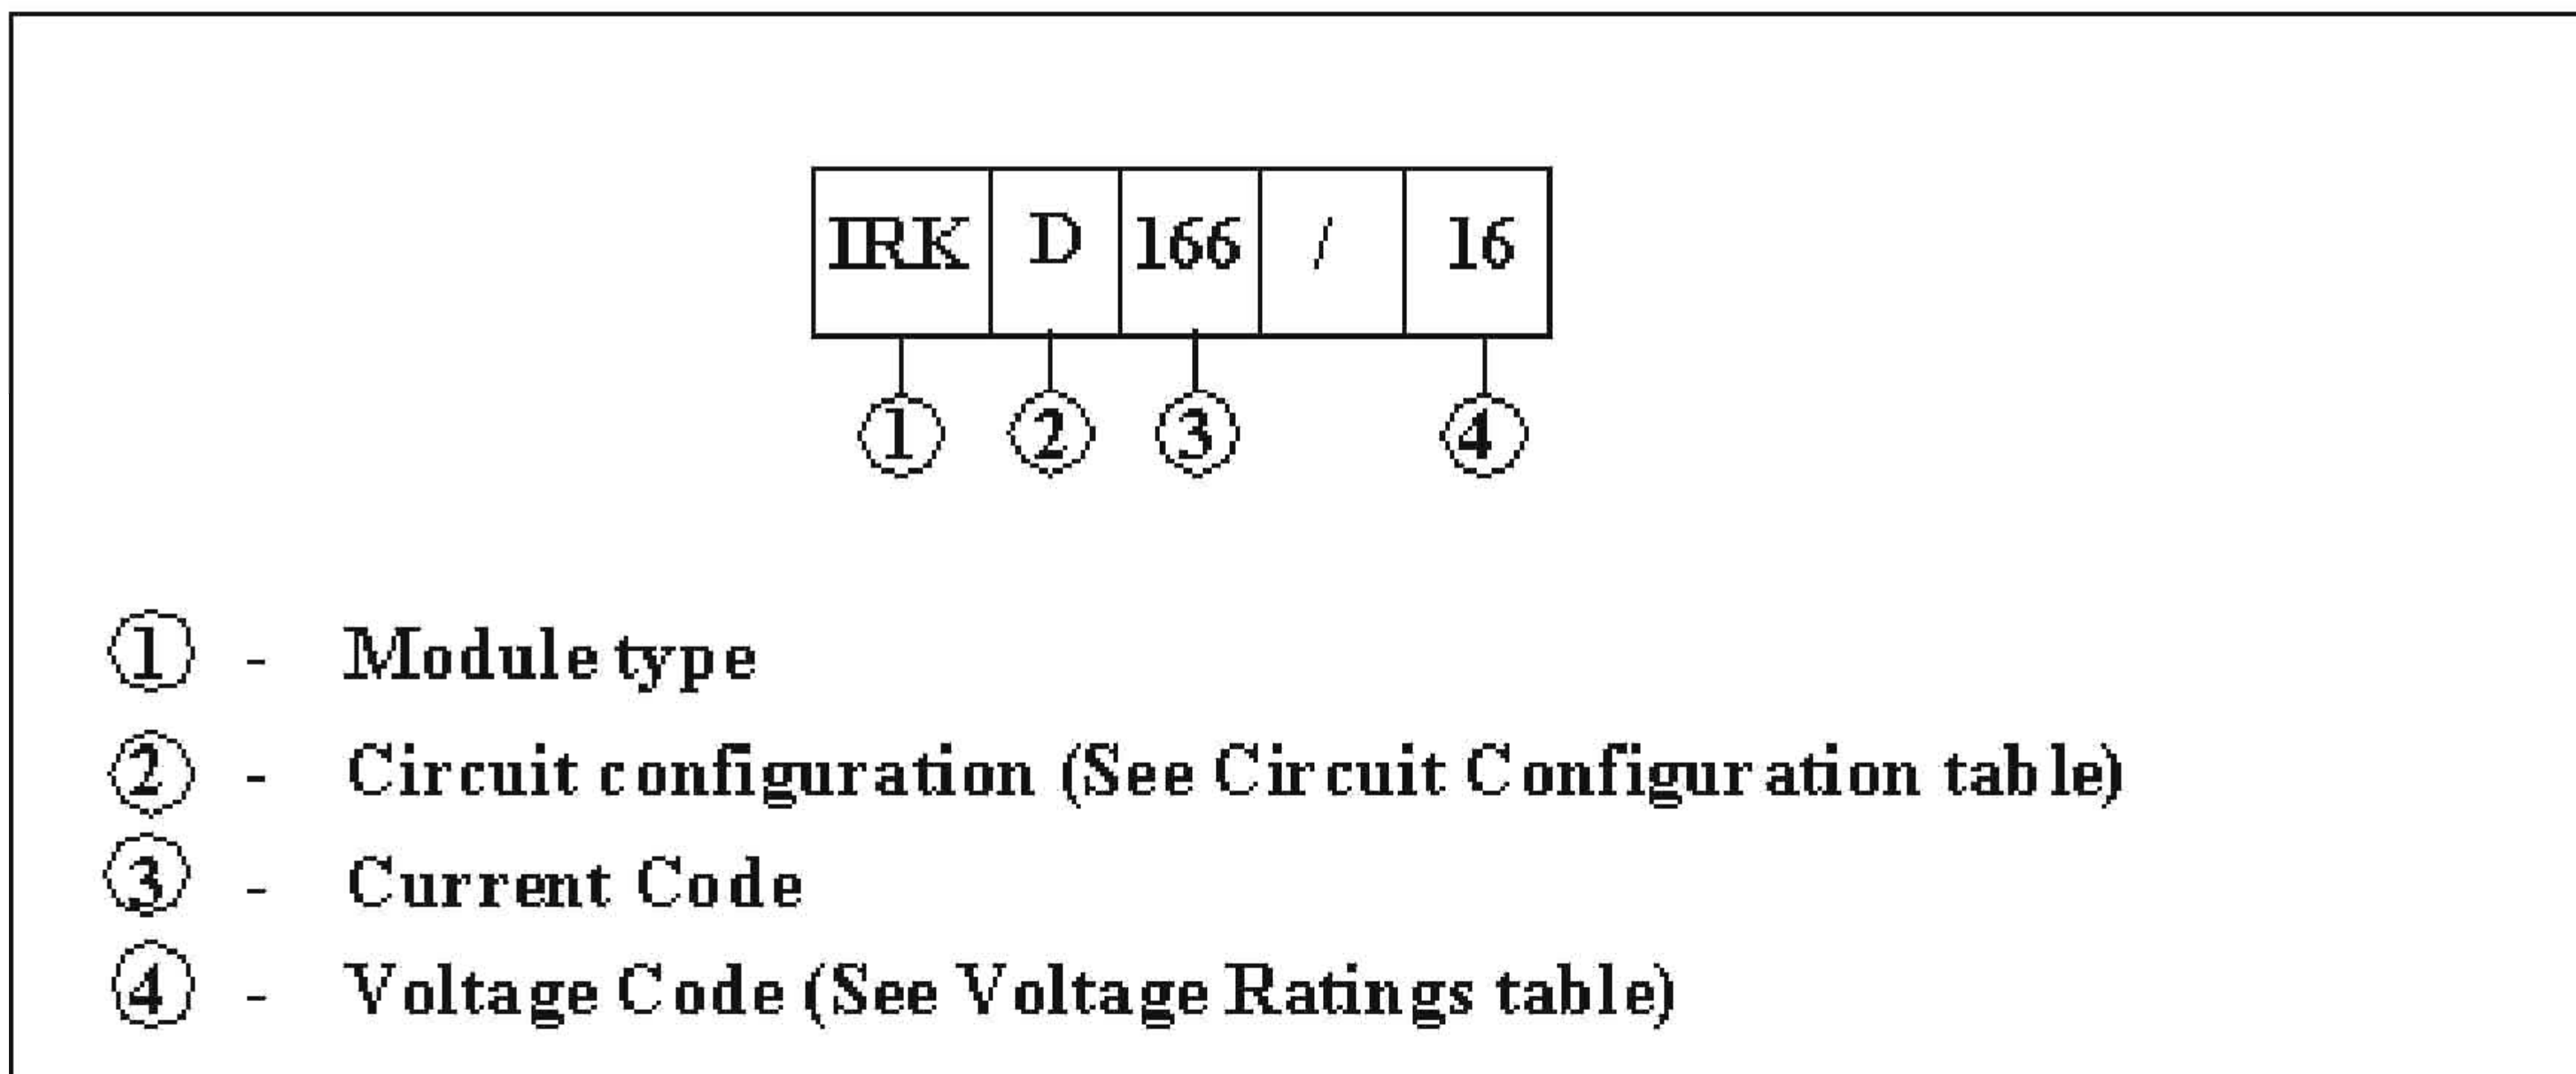 IRK D 166 / 16
1 2 3 4
1 - Module type
2 - Circuit configuration (See Circuit Configuration table)
3 - Current Code
4 - Voltage Code (See Voltage Ratings table)